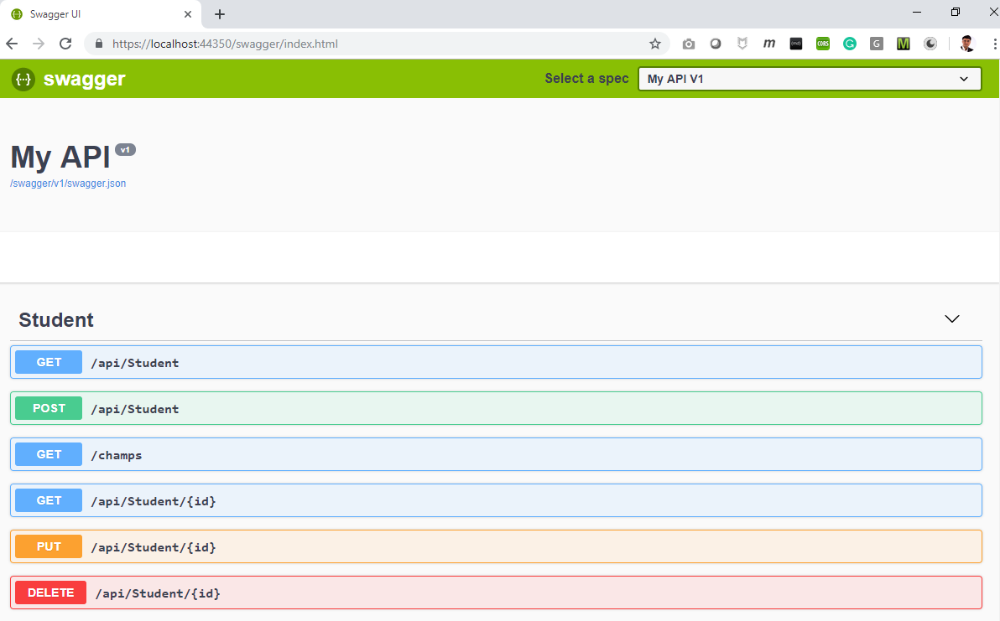 Swagger UI
https://localhost:44350/swagger/index.html
m
{md}
CORS
G
G
M
{···} swagger
Select a spec
My API V1
My API v1
/swagger/v1/swagger.json
Student
GET /api/Student
POST /api/Student
GET /champs
GET /api/Student/{id}
PUT /api/Student/{id}
DELETE /api/Student/{id}